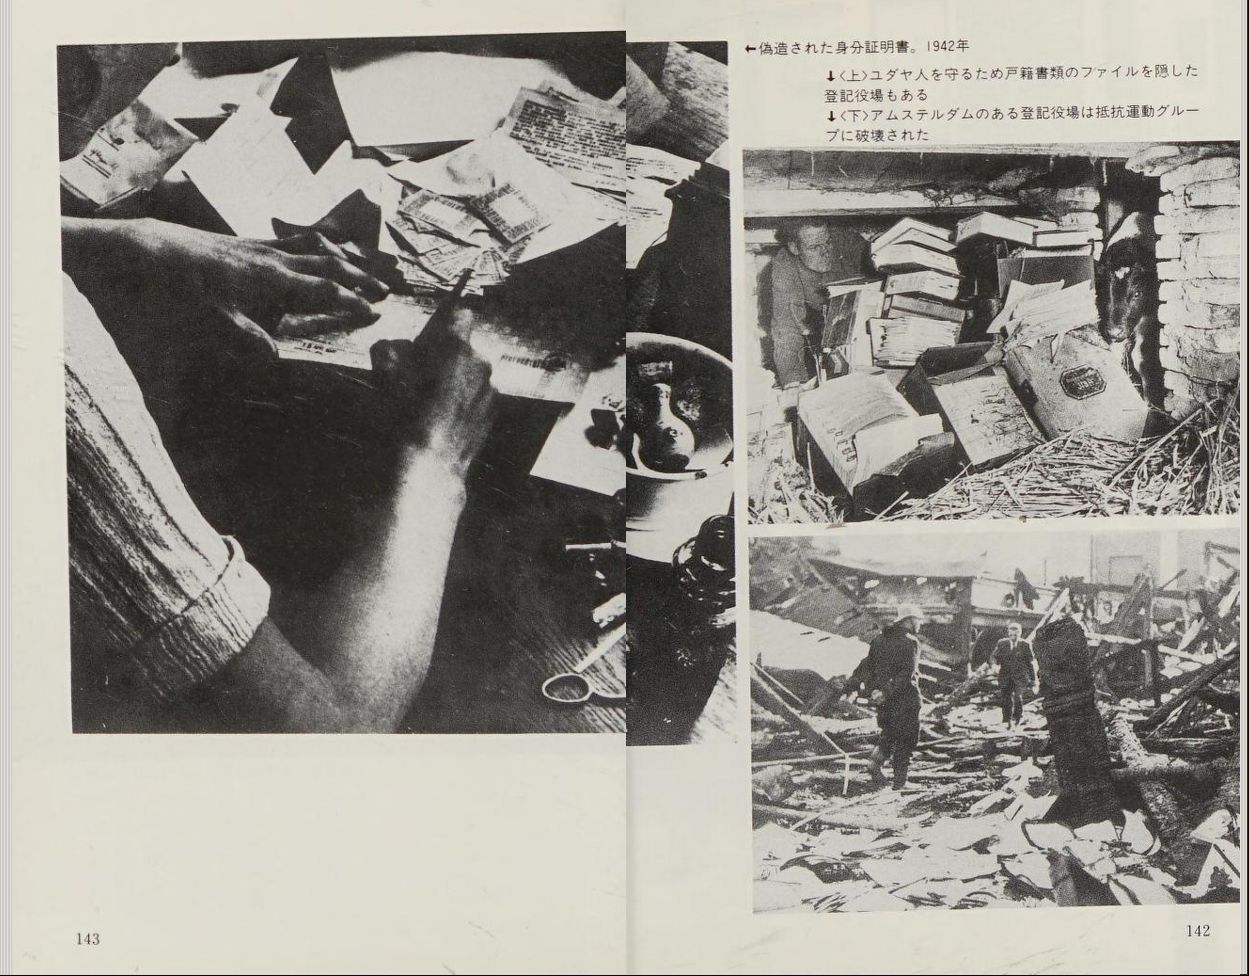 ←偽造された身分証明書。1942年
↓〈上〉ユダヤ人を守るため戸籍書類のファイルを隠した
登記役場もある
↓〈下〉アムステルダムのある登記役場は抵抗運動グルー
プに破壊された
142
143